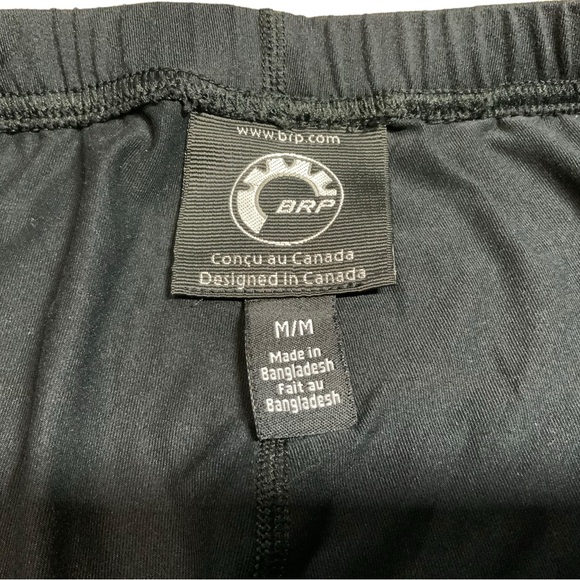 www.brp.com
BRP
Conçu au Canada
Designed in Canada
M/M
Made in
Bangladesh
Fait au
Bangladesh